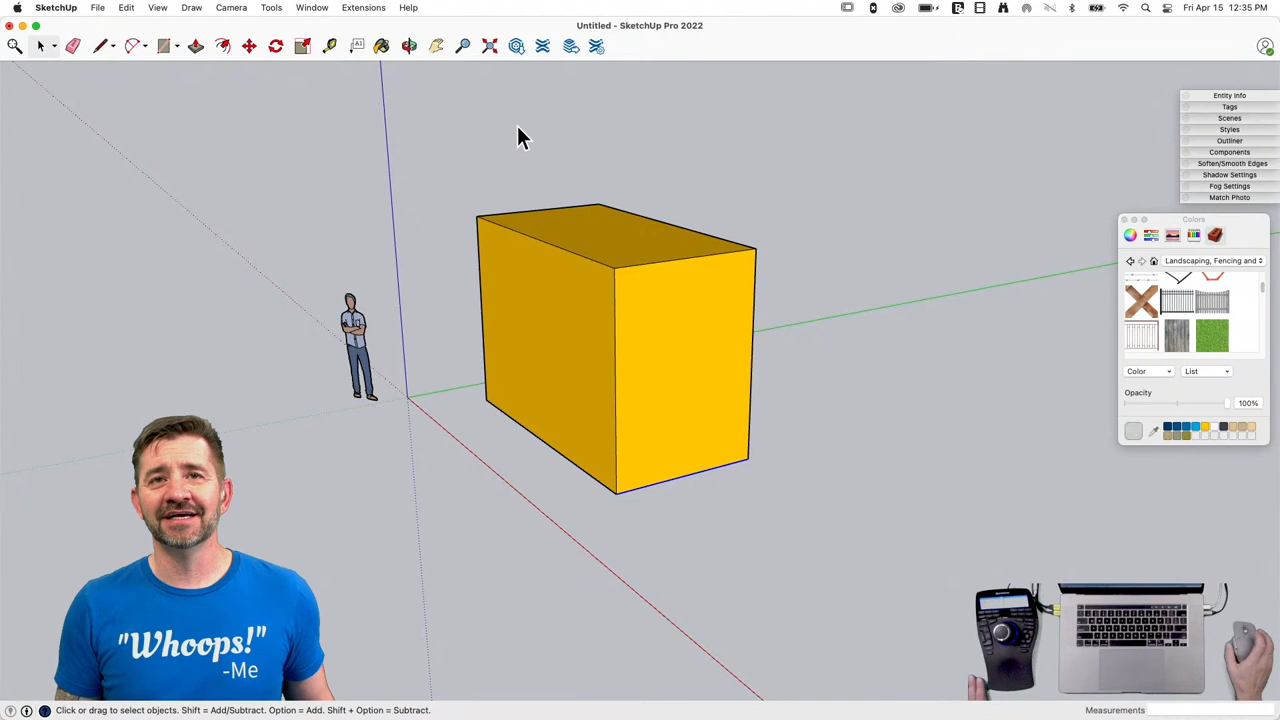 SketchUp File Edit View Draw Camera Tools Window Extensions Help Fri Apr 15 12:35 PM
Untitled - SketchUp Pro 2022
Entity Info
Tags
Scenes
Styles
Outliner
Components
Soften/Smooth Edges
Shadow Settings
Fog Settings
Match Photo
Colors
Landscaping, Fencing and
Color List
Opacity
100%
"Whoops!"
-Me
Click or drag to select objects. Shift = Add/Subtract. Option = Add. Shift + Option = Subtract. Measurements